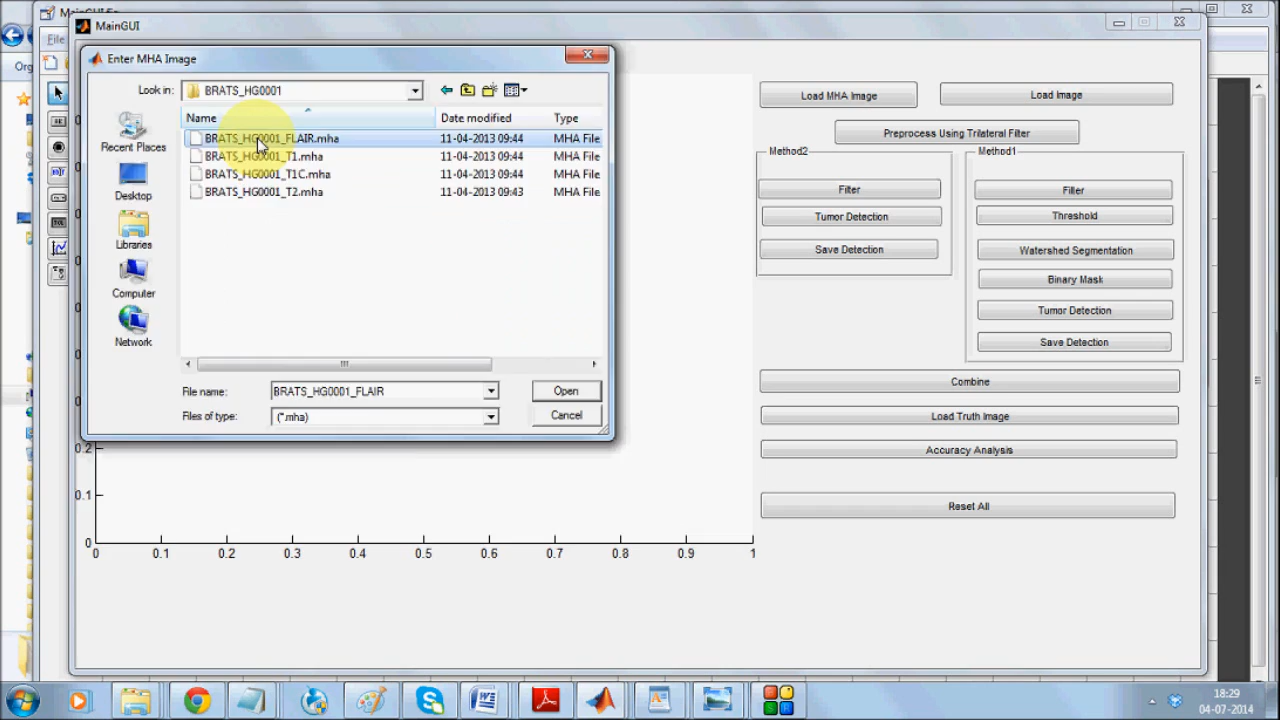 MATLAB GUI
MainGUI
File
Org
Enter MHA Image
Look in:
BRATS_HG0001
Name
Date modified
Type
BRATS_HG0001_FLAIR.mha
11-04-2013 09:44
MHA File
BRATS_HG0001_T1.mha
11-04-2013 09:44
MHA File
BRATS_HG0001_T1C.mha
11-04-2013 09:44
MHA File
BRATS_HG0001_T2.mha
11-04-2013 09:43
MHA File
Recent Places
Desktop
Libraries
Computer
Network
File name:
BRATS_HG0001_FLAIR
Open
Files of type:
(*.mha)
Cancel
Load MHA Image
Load Image
Preprocess Using Trilateral Filter
Method2
Filter
Tumor Detection
Save Detection
Method1
Filter
Threshold
Watershed Segmentation
Binary Mask
Tumor Detection
Save Detection
Combine
Load Truth Image
Accuracy Analysis
Reset All
0.2
0.1
0
0 0.1 0.2 0.3 0.4 0.5 0.6 0.7 0.8 0.9 1
18:29
04-07-2014